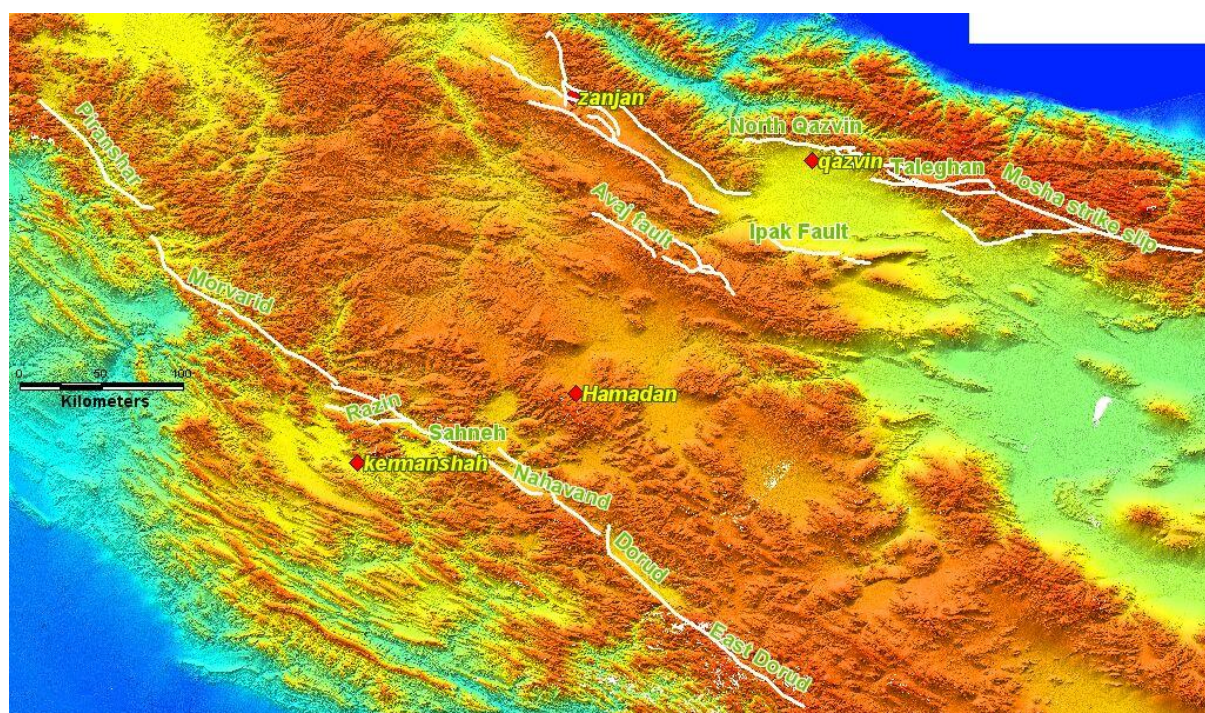 zanjan
North Qazvin
qazvin
Taleghan
Mosha strike slip
Piranshar
Avaj fault
Ipak Fault
Morvarid
0 50 100
Kilometers
Hamadan
Razin
Sahneh
kermanshah
Nahavand
Dorud
East Dorud